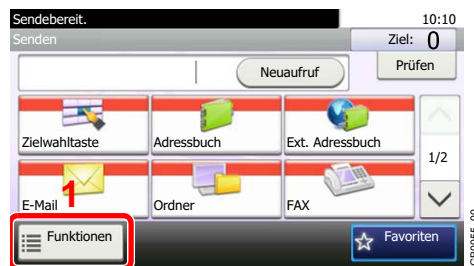 Sendebereit. 10:10
Senden Ziel: 0
Neuaufruf Prüfen
Zielwahltaste Adressbuch Ext. Adressbuch
1/2
E-Mail 1 Ordner FAX
Funktionen Favoriten